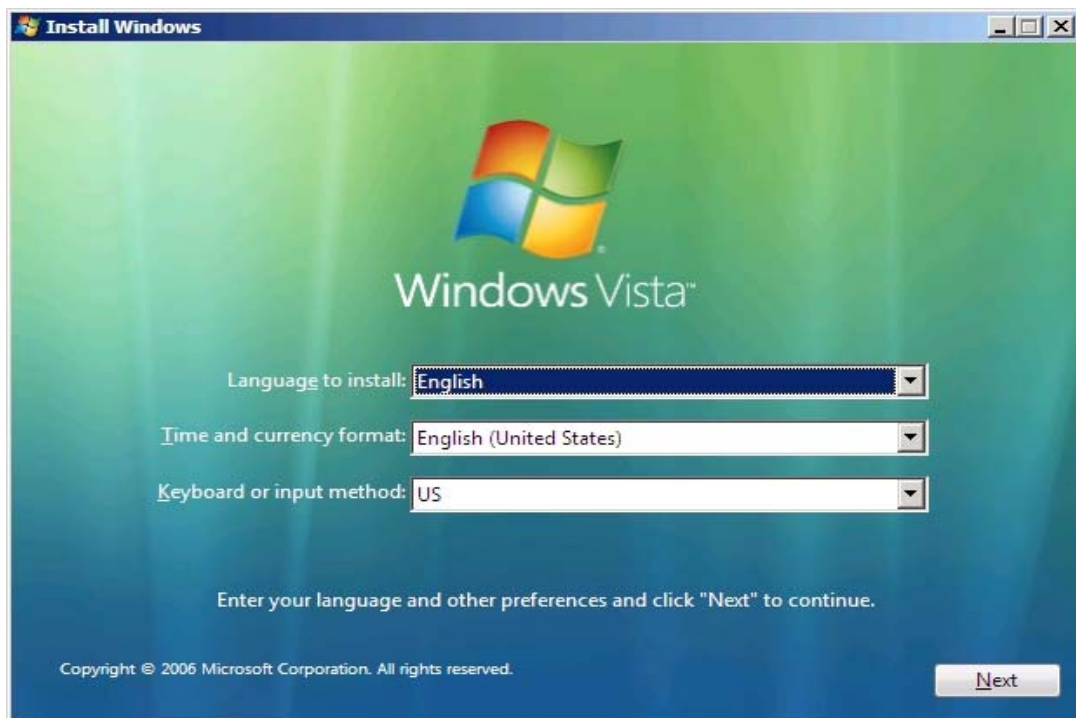 Install Windows
Windows Vista™
Language to install: English
Time and currency format: English (United States)
Keyboard or input method: US
Enter your language and other preferences and click "Next" to continue.
Copyright © 2006 Microsoft Corporation. All rights reserved.
Next